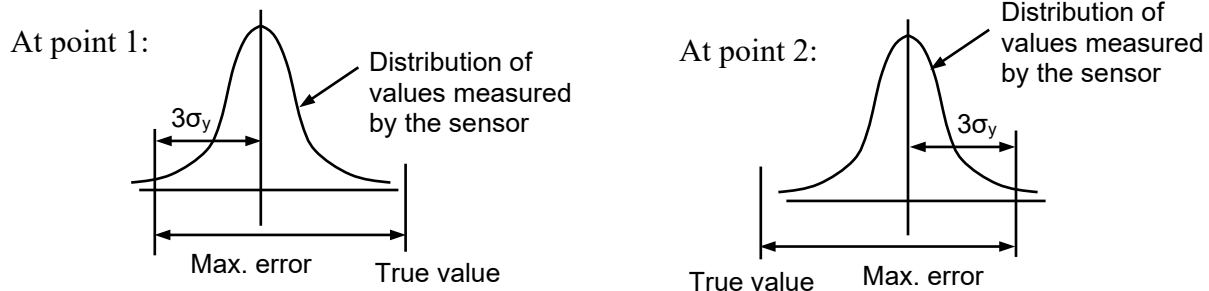 At point 1:
Distribution of
values measured
by the sensor
3σy
Max. error
True value
At point 2:
Distribution of
values measured
by the sensor
3σy
True value
Max. error